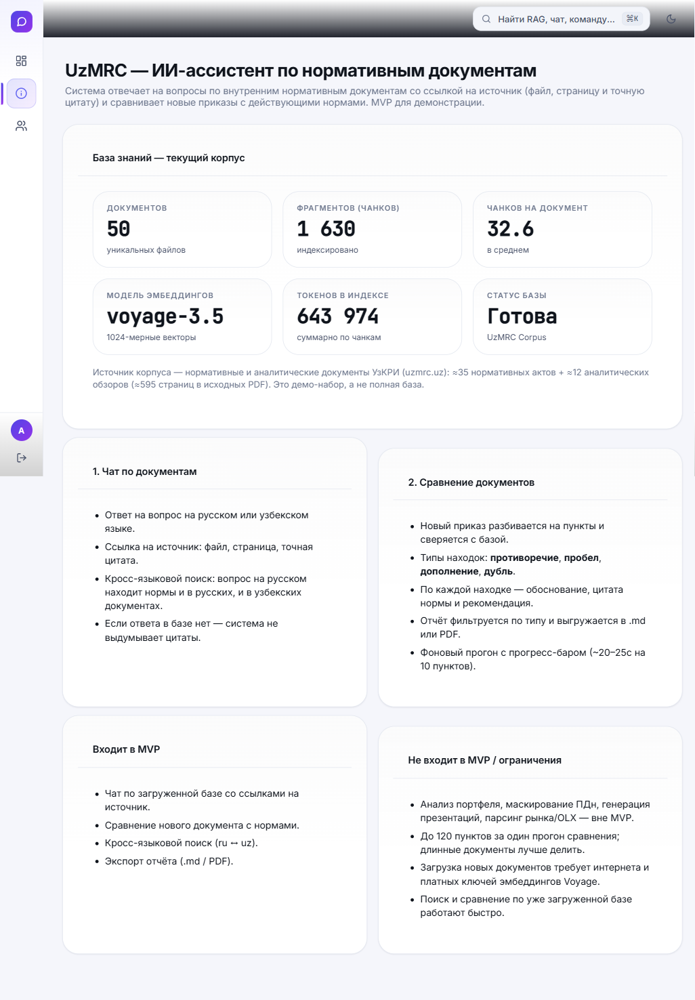 Найти RAG, чат, команду...
⌘K
UzMRC — ИИ-ассистент по нормативным документам
Система отвечает на вопросы по внутренним нормативным документам со ссылкой на источник (файл, страницу и точную
цитату) и сравнивает новые приказы с действующими нормами. MVP для демонстрации.
База знаний — текущий корпус
ДОКУМЕНТОВ
50
уникальных файлов
ФРАГМЕНТОВ (ЧАНКОВ)
1 630
индексировано
ЧАНКОВ НА ДОКУМЕНТ
32.6
в среднем
МОДЕЛЬ ЭМБЕДДИНГОВ
voyage-3.5
1024-мерные векторы
ТОКЕНОВ В ИНДЕКСЕ
643 974
суммарно по чанкам
СТАТУС БАЗЫ
Готова
UzMRC Corpus
Источник корпуса — нормативные и аналитические документы УзКРИ (uzmrc.uz): ≈35 нормативных актов + ≈12 аналитических
обзоров (≈595 страниц в исходных PDF). Это демо-набор, а не полная база.
A
1. Чат по документам
• Ответ на вопрос на русском или узбекском
языке.
• Ссылка на источник: файл, страница, точная
цитата.
• Кросс-языковой поиск: вопрос на русском
находит нормы и в русских, и в узбекских
документах.
• Если ответа в базе нет — система не
выдумывает цитаты.
2. Сравнение документов
• Новый приказ разбивается на пункты и
сверяется с базой.
• Типы находок: противоречие, пробел,
дополнение, дубль.
• По каждой находке — обоснование, цитата
нормы и рекомендация.
• Отчёт фильтруется по типу и выгружается в .md
или PDF.
• Фоновый прогон с прогресс-баром (~20–25с на
10 пунктов).
Входит в MVP
• Чат по загруженной базе со ссылками на
источник.
• Сравнение нового документа с нормами.
• Кросс-языковой поиск (ru ↔ uz).
• Экспорт отчёта (.md / PDF).
Не входит в MVP / ограничения
• Анализ портфеля, маскирование ПДн, генерация
презентаций, парсинг рынка/OLX — вне MVP.
• До 120 пунктов за один прогон сравнения;
длинные документы лучше делить.
• Загрузка новых документов требует интернета и
платных ключей эмбеддингов Voyage.
• Поиск и сравнение по уже загруженной базе
работают быстро.